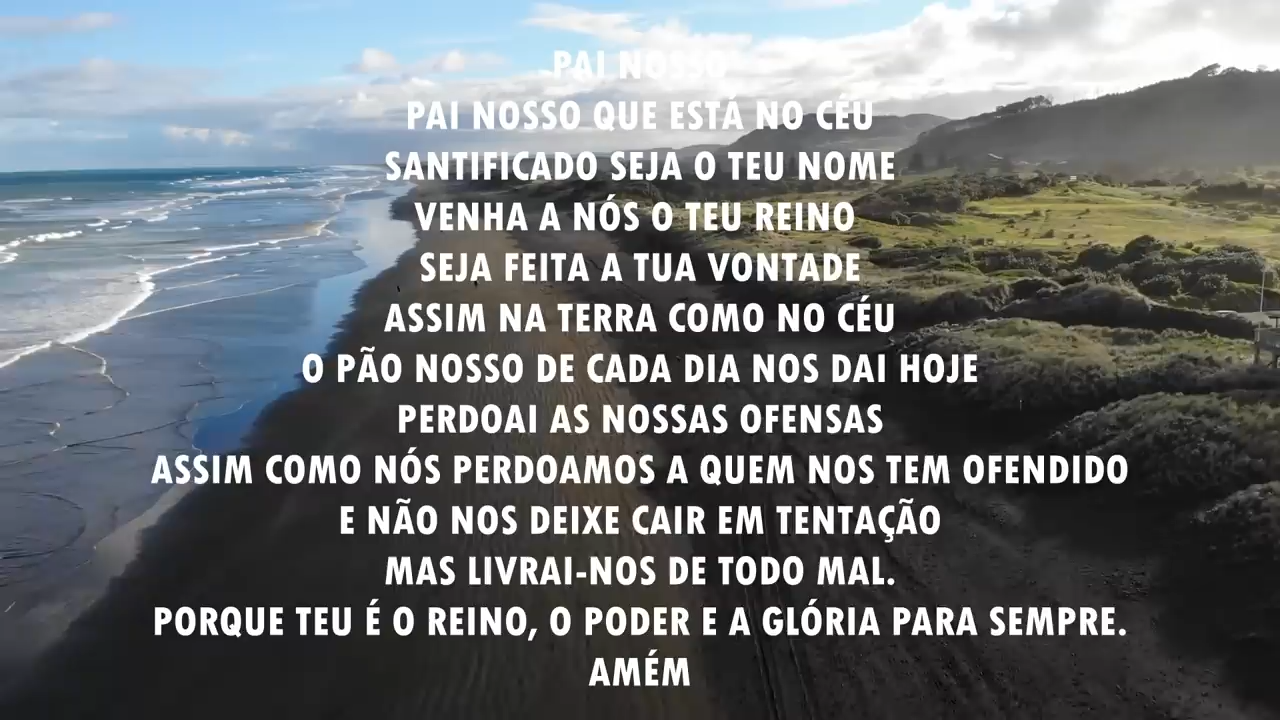 PAI NOSSO
PAI NOSSO QUE ESTÁ NO CÉU
SANTIFICADO SEJA O TEU NOME
VENHA A NÓS O TEU REINO
SEJA FEITA A TUA VONTADE
ASSIM NA TERRA COMO NO CÉU
O PÃO NOSSO DE CADA DIA NOS DAI HOJE
PERDOAI AS NOSSAS OFENSAS
ASSIM COMO NÓS PERDOAMOS A QUEM NOS TEM OFENDIDO
E NÃO NOS DEIXE CAIR EM TENTAÇÃO
MAS LIVRAI-NOS DE TODO MAL.
PORQUE TEU É O REINO, O PODER E A GLÓRIA PARA SEMPRE.
AMÉM